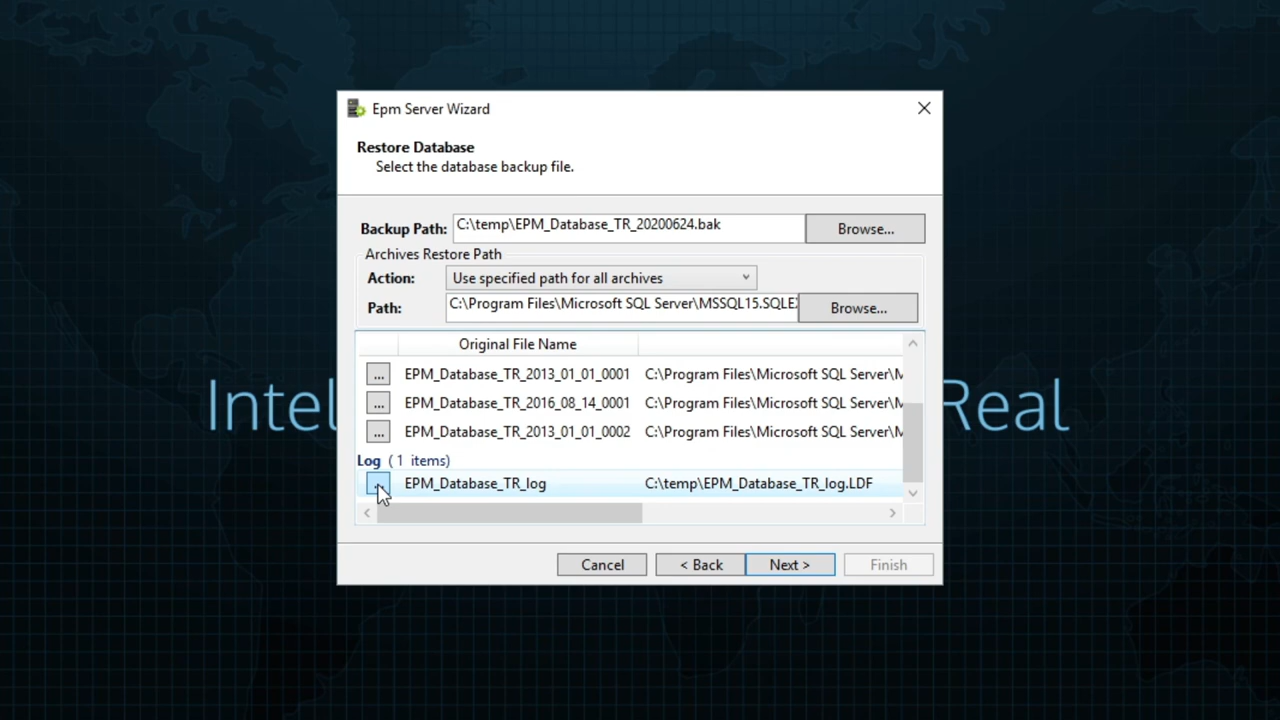 Epm Server Wizard
Restore Database
Select the database backup file.
Backup Path: C:\temp\EPM_Database_TR_20200624.bak Browse...
Archives Restore Path
Action: Use specified path for all archives
Path: C:\Program Files\Microsoft SQL Server\MSSQL15.SQLE Browse...
Original File Name
... EPM_Database_TR_2013_01_01_0001 C:\Program Files\Microsoft SQL Server\M
... EPM_Database_TR_2016_08_14_0001 C:\Program Files\Microsoft SQL Server\M
... EPM_Database_TR_2013_01_01_0002 C:\Program Files\Microsoft SQL Server\M
Intel Real
Log ( 1 items)
... EPM_Database_TR_log C:\temp\EPM_Database_TR_log.LDF
Cancel < Back Next > Finish